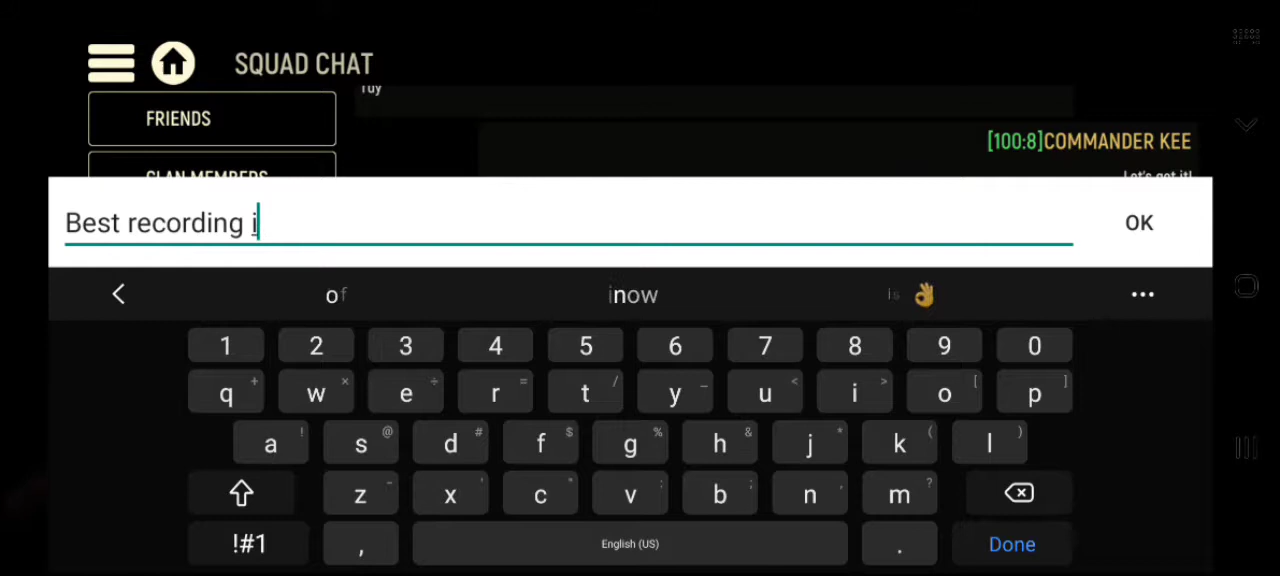 SQUAD CHAT
FRIENDS
CLAN MEMBERS
[100:8]COMMANDER KEE
Let's get it!
Best recording i
OK
of
now
is 👌
1 2 3 4 5 6 7 8 9 0
q + w × e ÷ r = t / y _ u < i > o [ p ]
a ! s @ d # f $ g % h & j * k ( l )
z - x ' c " v : b ; n , m ?
!#1 , English (US) . Done